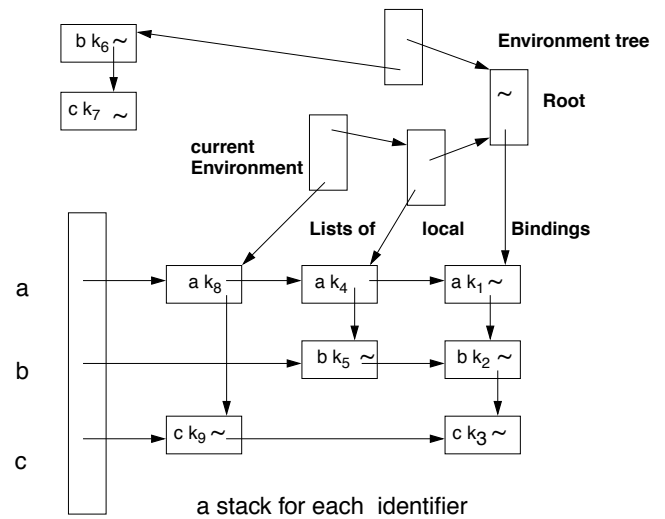 Environment tree
b k₆ ~
c k₇ ~
~
Root
current
Environment
Lists of local Bindings
a
a k₈
a k₄
a k₁ ~
b
b k₅ ~
b k₂ ~
c
c k₉ ~
c k₃ ~
a stack for each identifier